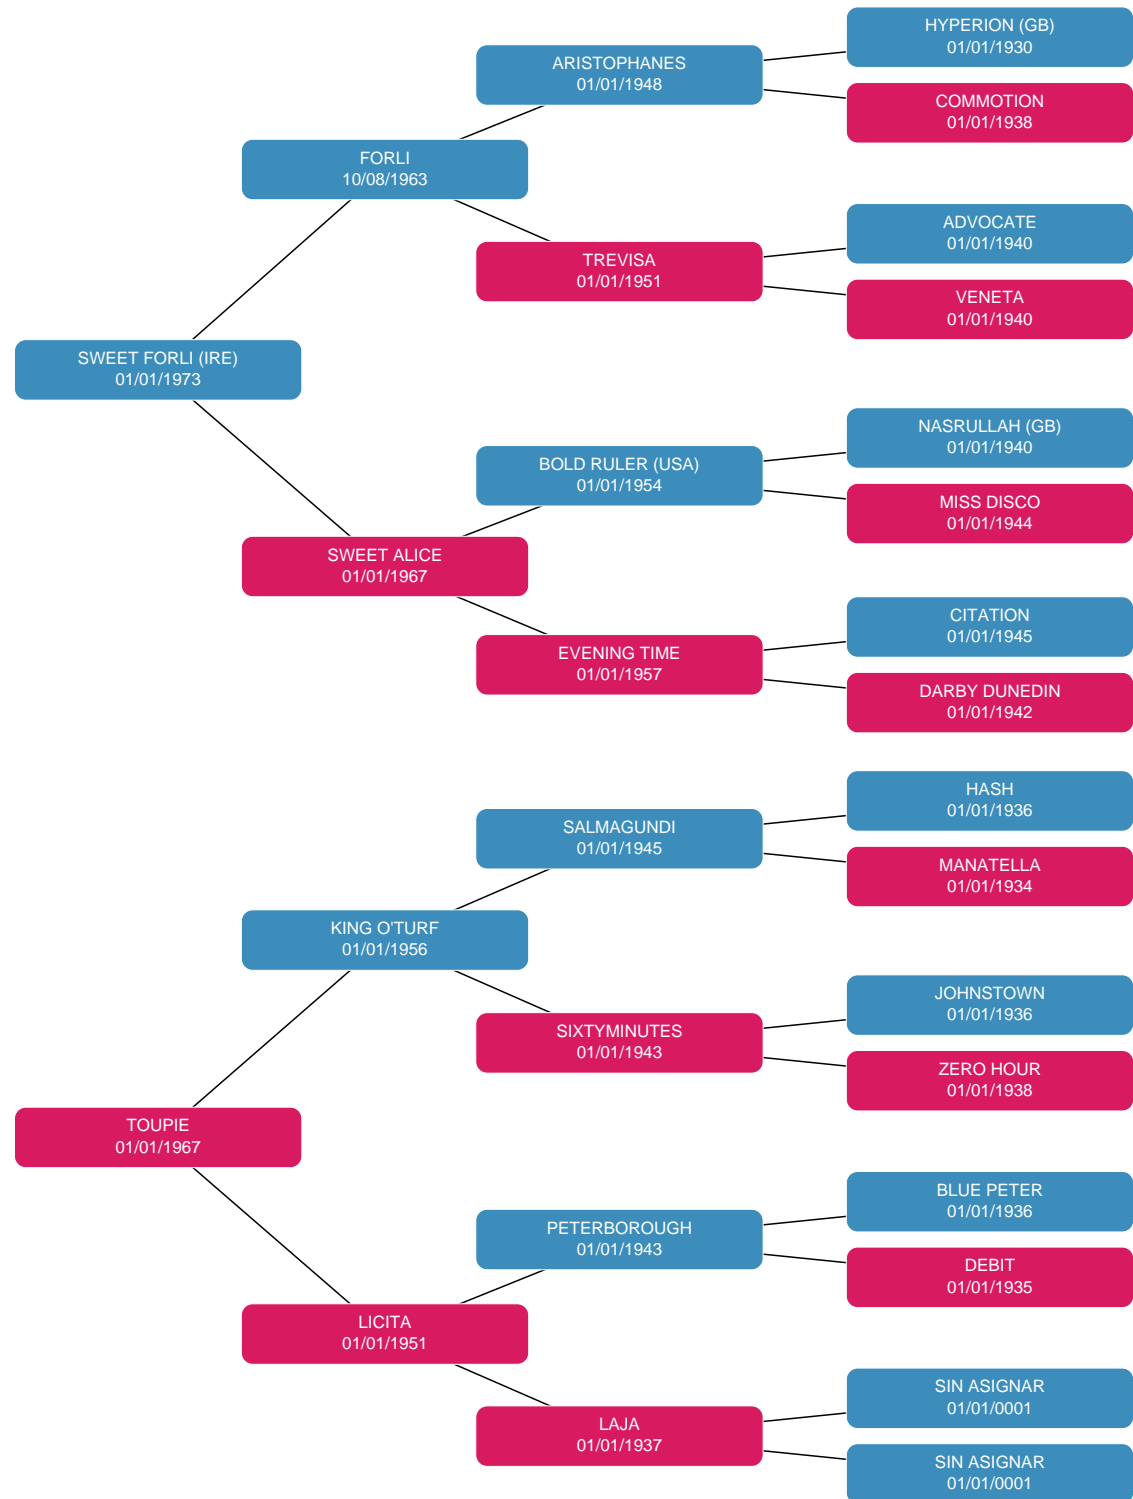 HYPERION (GB)
01/01/1930
ARISTOPHANES
01/01/1948
COMMOTION
01/01/1938
FORLI
10/08/1963
ADVOCATE
01/01/1940
TREVISA
01/01/1951
VENETA
01/01/1940
SWEET FORLI (IRE)
01/01/1973
NASRULLAH (GB)
01/01/1940
BOLD RULER (USA)
01/01/1954
MISS DISCO
01/01/1944
SWEET ALICE
01/01/1967
CITATION
01/01/1945
EVENING TIME
01/01/1957
DARBY DUNEDIN
01/01/1942
HASH
01/01/1936
SALMAGUNDI
01/01/1945
MANATELLA
01/01/1934
KING O'TURF
01/01/1956
JOHNSTOWN
01/01/1936
SIXTYMINUTES
01/01/1943
ZERO HOUR
01/01/1938
TOUPIE
01/01/1967
BLUE PETER
01/01/1936
PETERBOROUGH
01/01/1943
DEBIT
01/01/1935
LICITA
01/01/1951
SIN ASIGNAR
01/01/0001
LAJA
01/01/1937
SIN ASIGNAR
01/01/0001